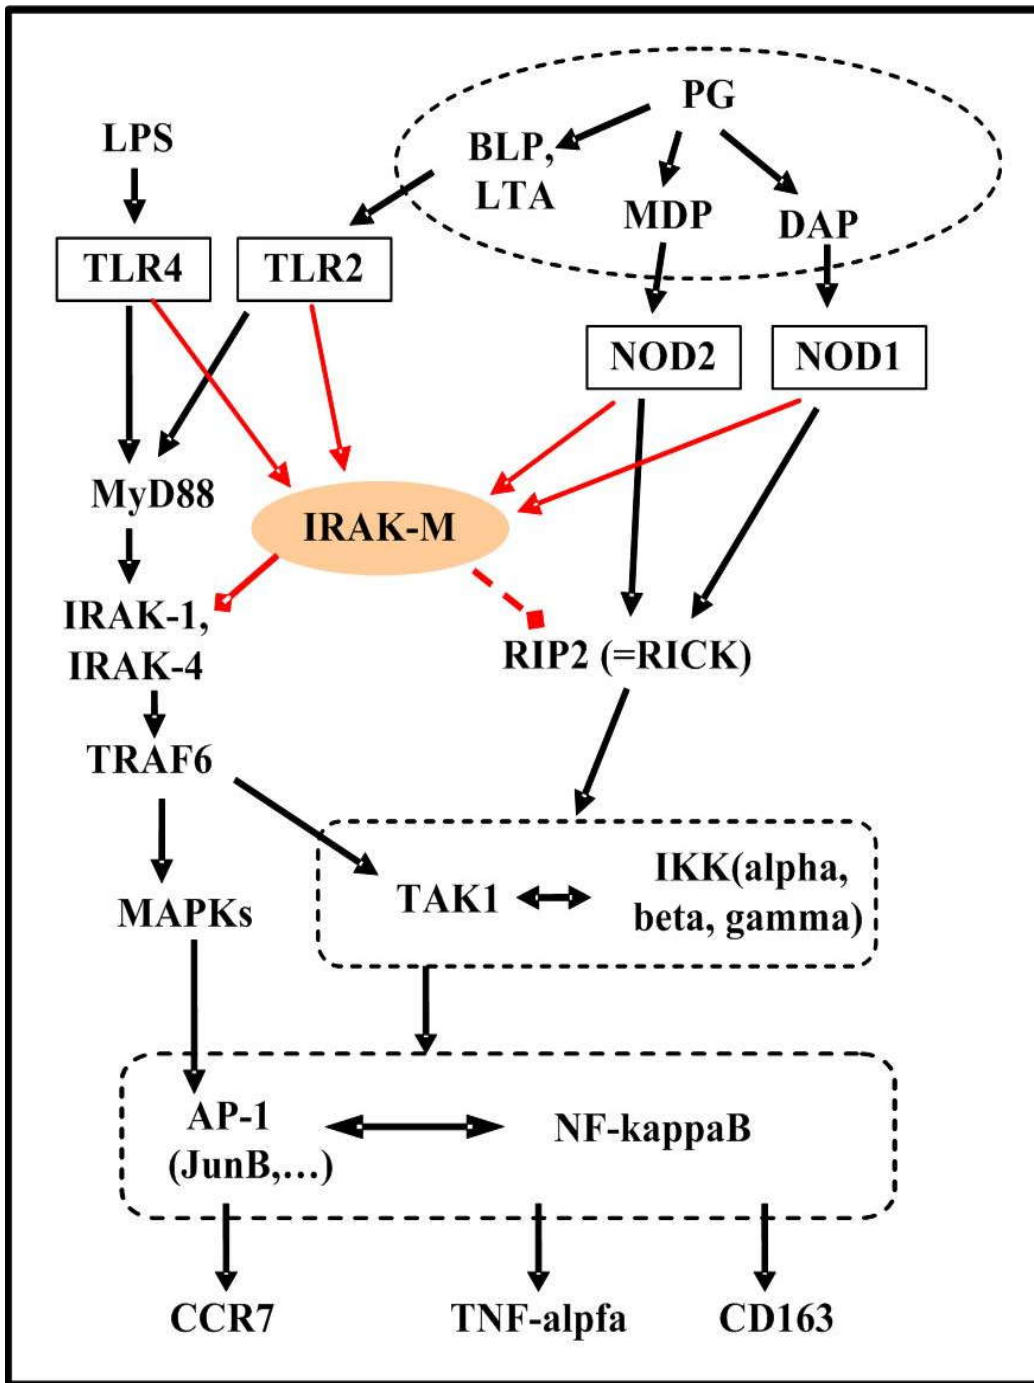 PG
LPS
BLP,
LTA
MDP
DAP
TLR4
TLR2
NOD2
NOD1
MyD88
IRAK-M
IRAK-1,
IRAK-4
RIP2 (=RICK)
TRAF6
TAK1
IKK(alpha,
beta, gamma)
MAPKs
AP-1
(JunB,...)
NF-kappaB
CCR7
TNF-alpfa
CD163